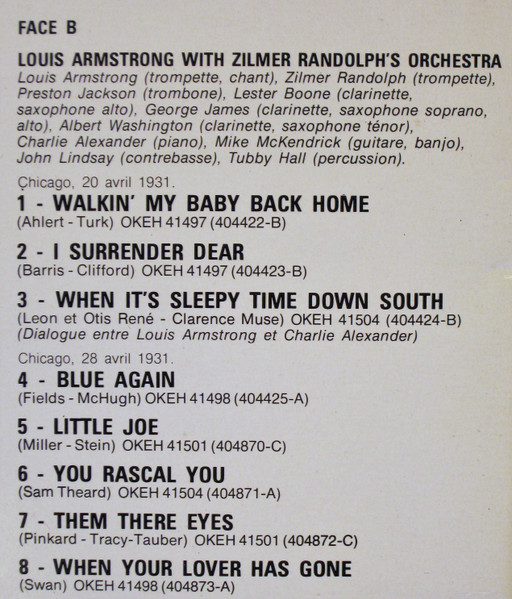 FACE B
LOUIS ARMSTRONG WITH ZILMER RANDOLPH'S ORCHESTRA
Louis Armstrong (trompette, chant), Zilmer Randolph (trompette),
Preston Jackson (trombone), Lester Boone (clarinette,
saxophone alto), George James (clarinette, saxophone soprano,
alto), Albert Washington (clarinette, saxophone ténor),
Charlie Alexander (piano), Mike McKendrick (guitare, banjo),
John Lindsay (contrebasse), Tubby Hall (percussion).
Chicago, 20 avril 1931.
1 - WALKIN' MY BABY BACK HOME
(Ahlert - Turk) OKEH 41497 (404422-B)
2 - I SURRENDER DEAR
(Barris - Clifford) OKEH 41497 (404423-B)
3 - WHEN IT'S SLEEPY TIME DOWN SOUTH
(Leon et Otis René - Clarence Muse) OKEH 41504 (404424-B)
(Dialogue entre Louis Armstrong et Charlie Alexander)
Chicago, 28 avril 1931.
4 - BLUE AGAIN
(Fields - McHugh) OKEH 41498 (404425-A)
5 - LITTLE JOE
(Miller - Stein) OKEH 41501 (404870-C)
6 - YOU RASCAL YOU
(Sam Theard) OKEH 41504 (404871-A)
7 - THEM THERE EYES
(Pinkard - Tracy-Tauber) OKEH 41501 (404872-C)
8 - WHEN YOUR LOVER HAS GONE
(Swan) OKEH 41498 (404873-A)